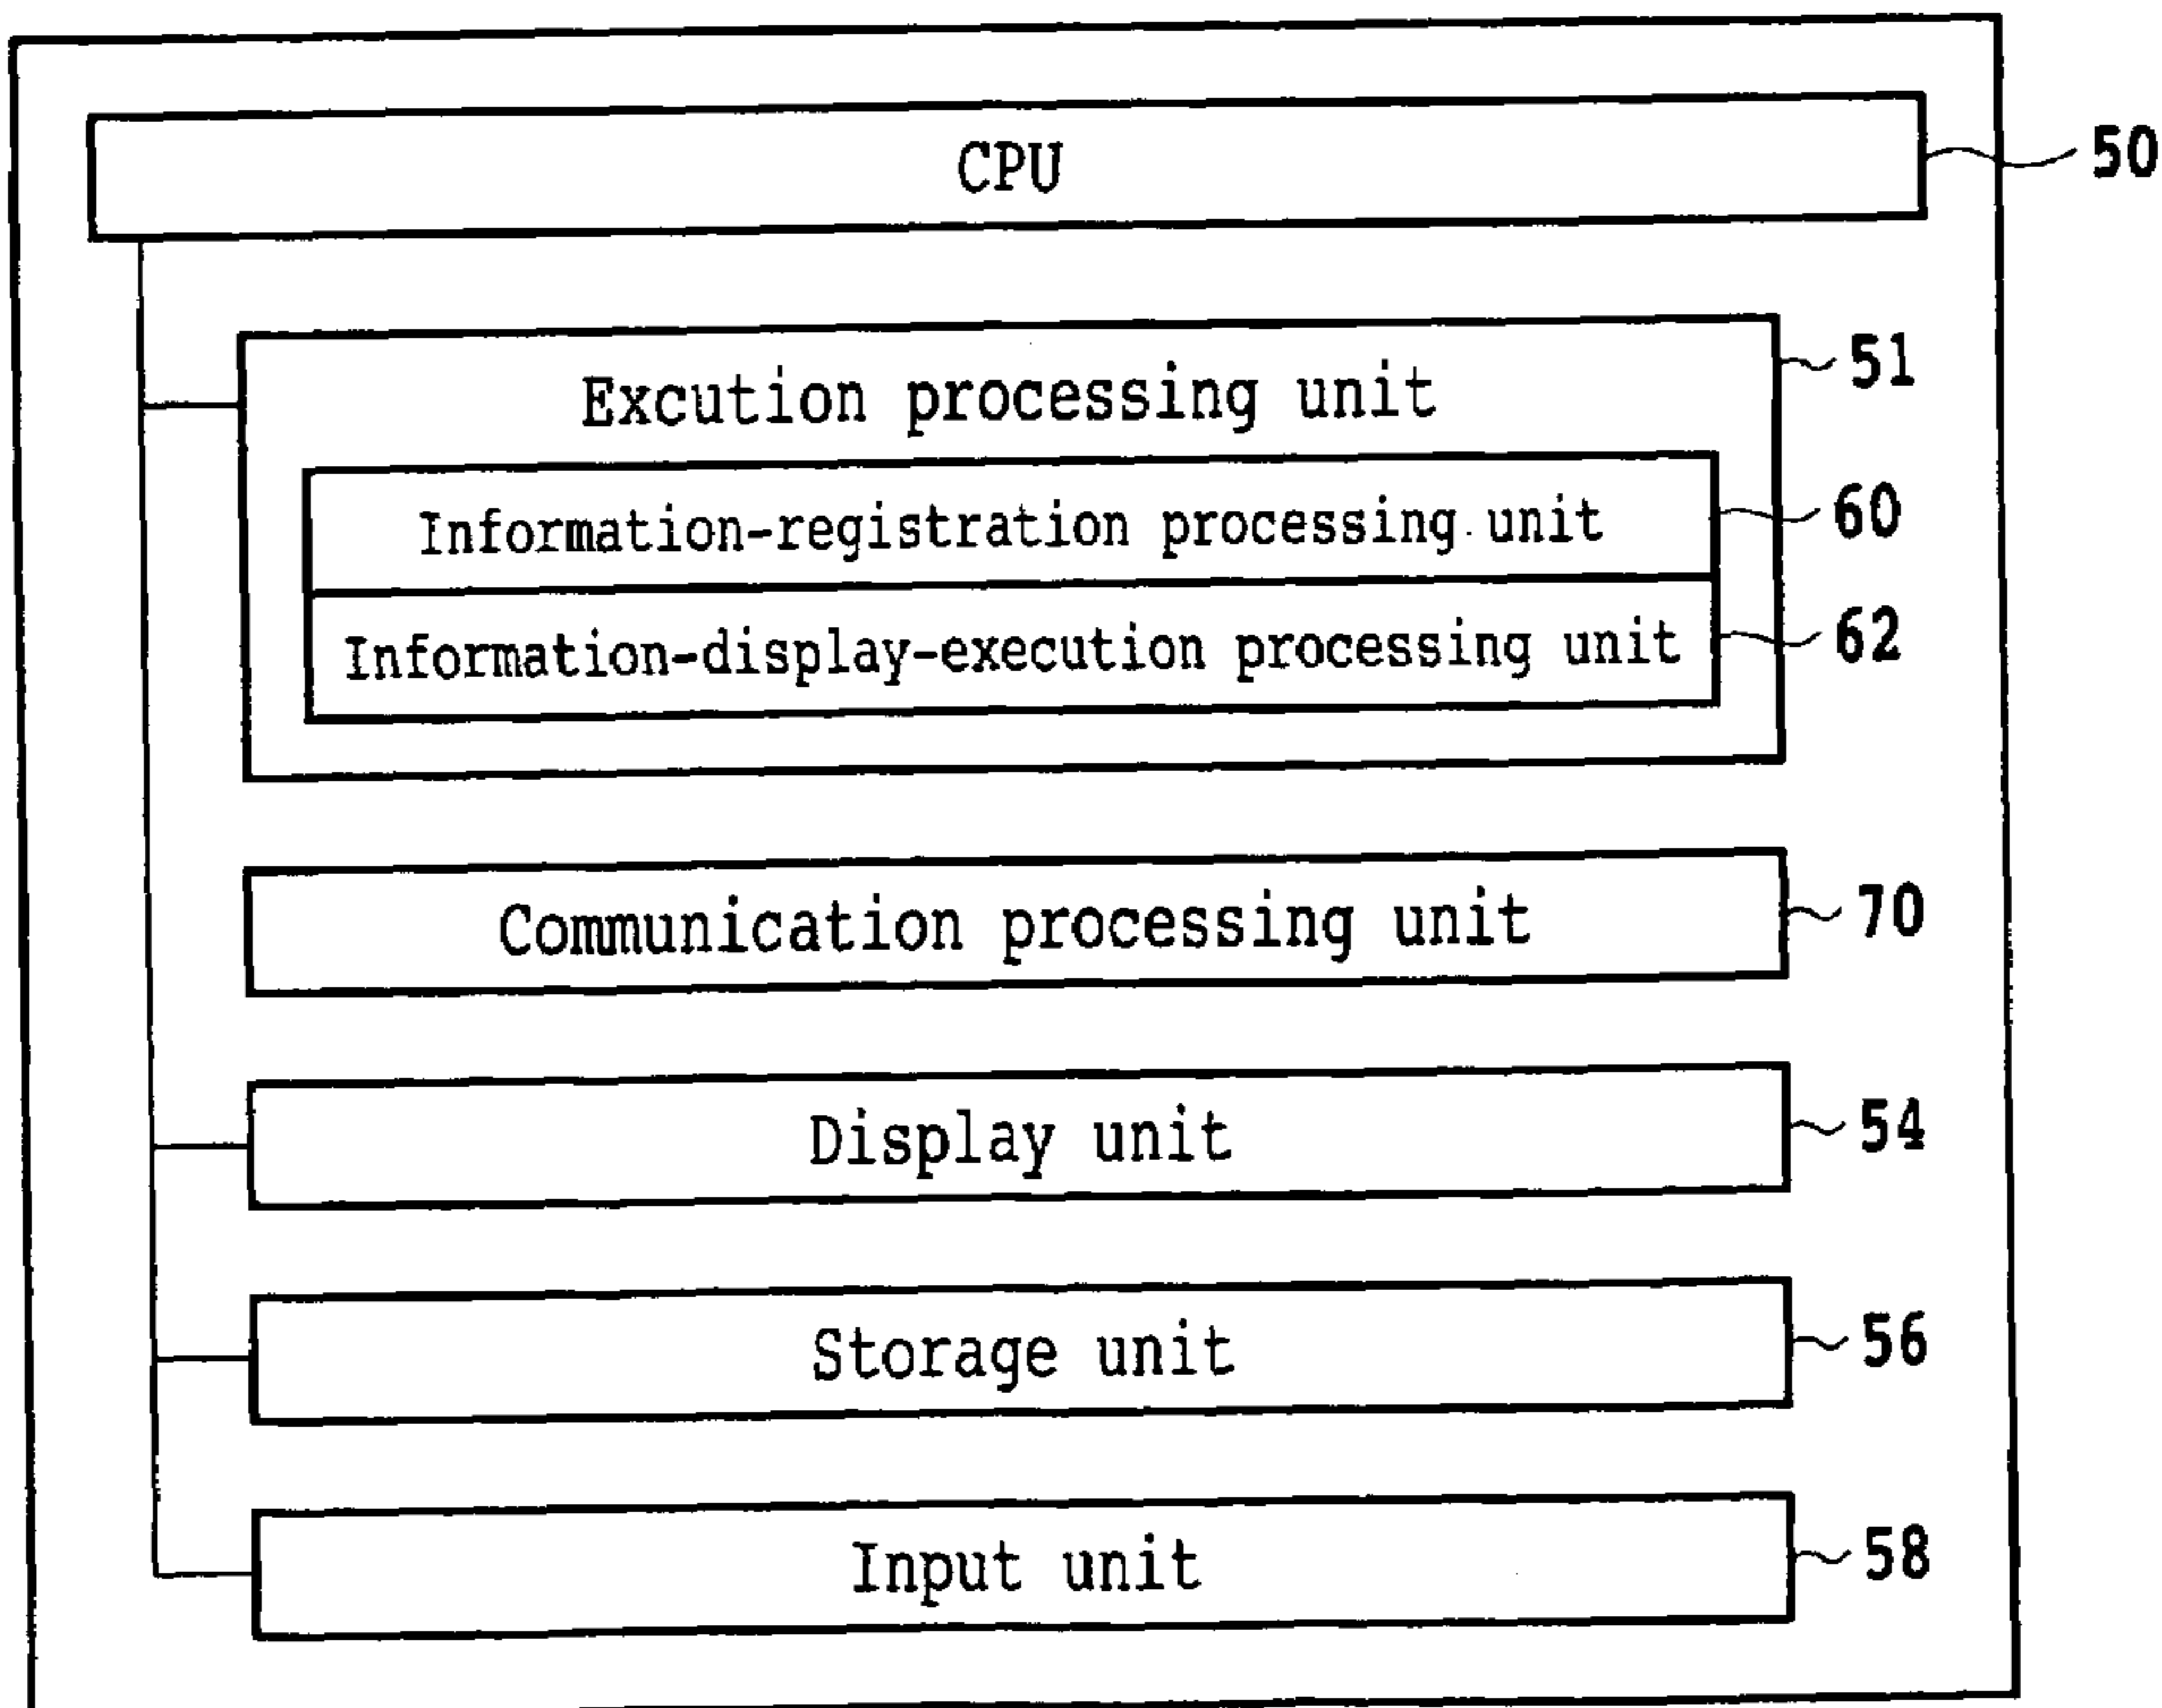 CPU
50
Excution processing unit
51
Information-registration processing unit
60
Information-display-execution processing unit
62
Communication processing unit
70
Display unit
54
Storage unit
56
Input unit
58